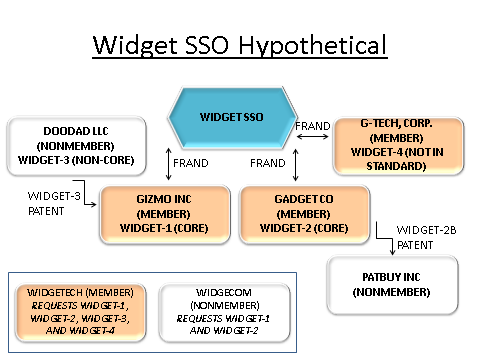 Widget SSO Hypothetical
WIDGET SSO
DOODAD LLC
(NONMEMBER)
WIDGET-3 (NON-CORE)
FRAND
G-TECH, CORP.
(MEMBER)
WIDGET-4 (NOT IN
STANDARD)
FRAND
FRAND
WIDGET-3
PATENT
GIZMO INC
(MEMBER)
WIDGET-1 (CORE)
GADGET CO
(MEMBER)
WIDGET-2 (CORE)
WIDGET-2B
PATENT
PATBUY INC
(NONMEMBER)
WIDGETECH (MEMBER)
REQUESTS WIDGET-1,
WIDGET-2, WIDGET-3,
AND WIDGET-4
WIDGECOM
(NONMEMBER)
REQUESTS WIDGET-1
AND WIDGET-2